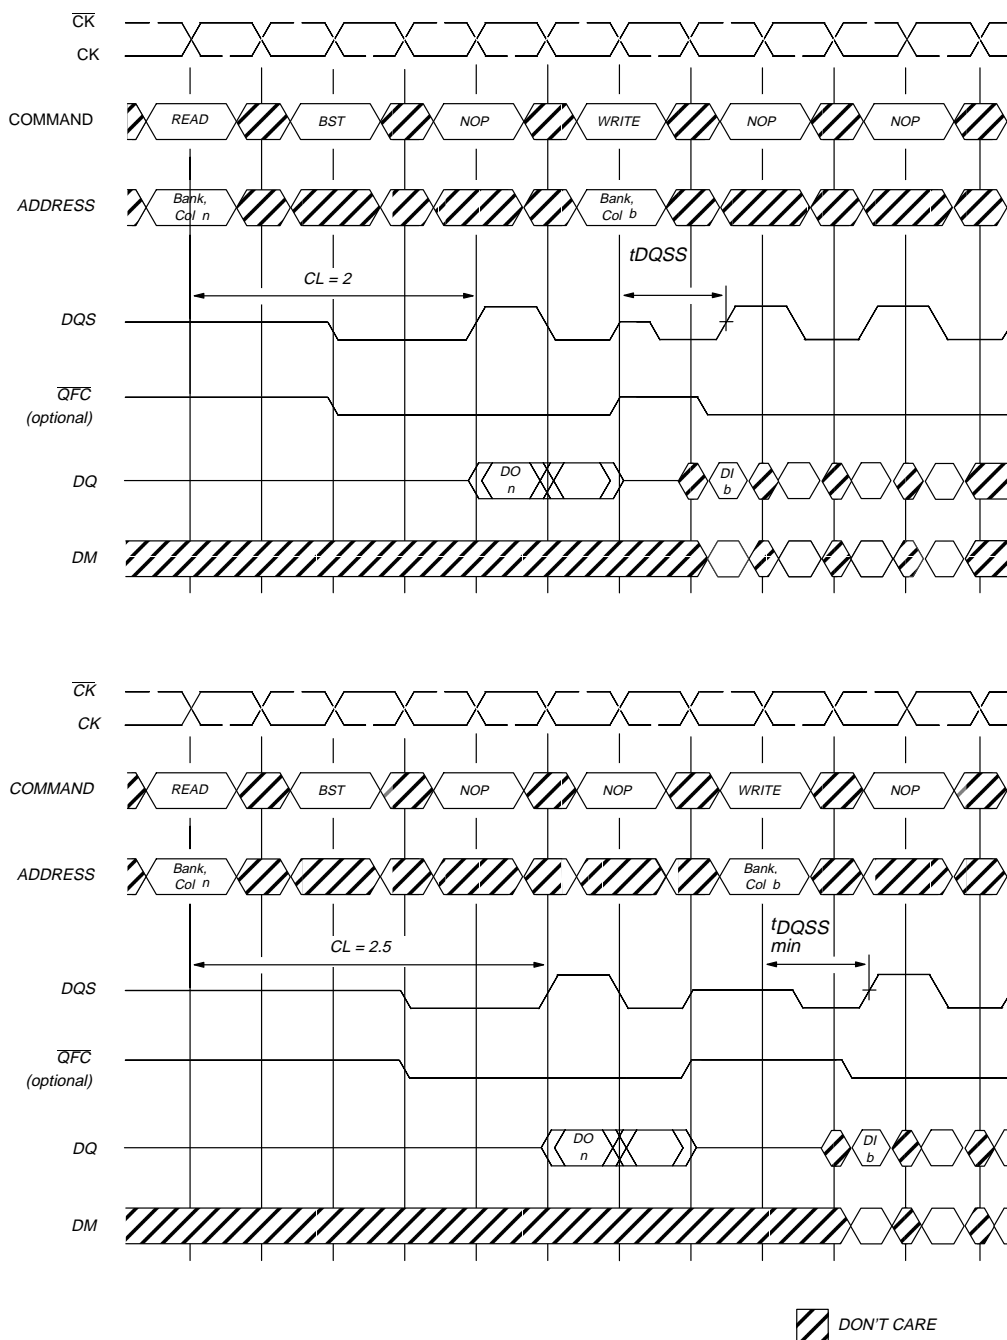 CK
CK
COMMAND READ BST NOP WRITE NOP NOP
ADDRESS Bank, Col n Bank, Col b
tDQSS
CL = 2
DQS
QFC
(optional)
DQ DO n DI b
DM
CK
CK
COMMAND READ BST NOP NOP WRITE NOP
ADDRESS Bank, Col n Bank, Col b
tDQSS
min
CL = 2.5
DQS
QFC
(optional)
DQ DO n DI b
DM
DON'T CARE